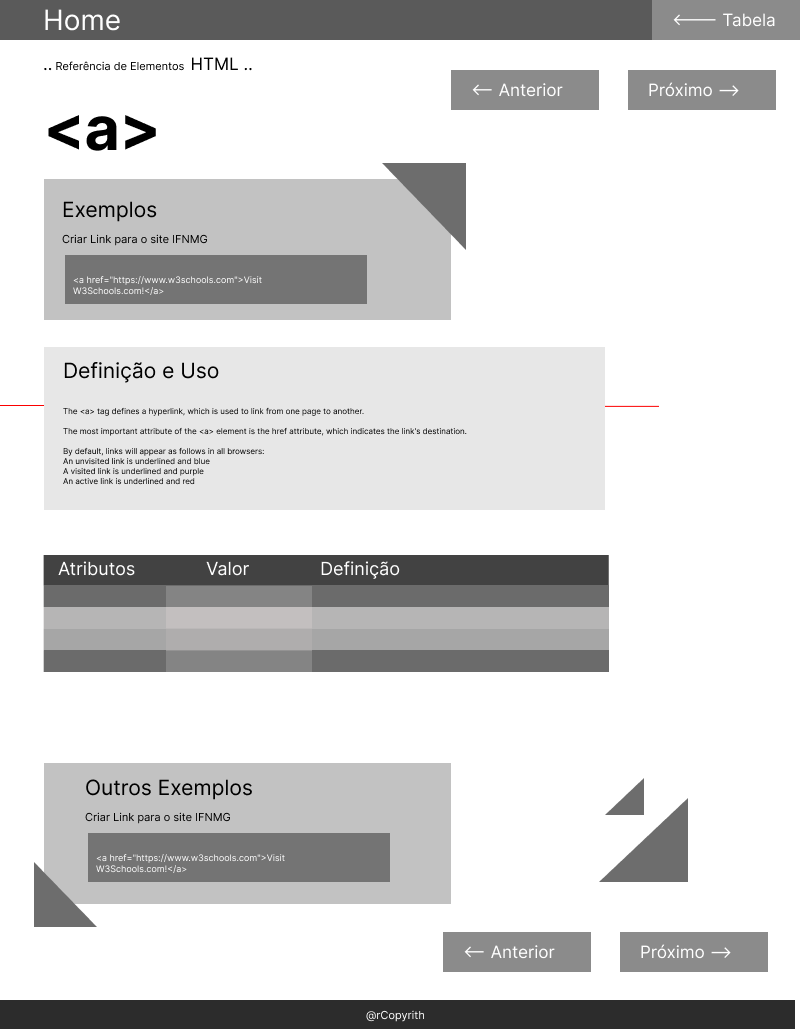 Home
🡐 Tabela
.. Referência de Elementos HTML ..
← Anterior
Próximo →
<a>
Exemplos
Criar Link para o site IFNMG
<a href="https://www.w3schools.com">Visit
W3Schools.com!</a>
Definição e Uso
The <a> tag defines a hyperlink, which is used to link from one page to another.
The most important attribute of the <a> element is the href attribute, which indicates the link's destination.
By default, links will appear as follows in all browsers:
An unvisited link is underlined and blue
A visited link is underlined and purple
An active link is underlined and red
Atributos Valor Definição
Outros Exemplos
Criar Link para o site IFNMG
<a href="https://www.w3schools.com">Visit
W3Schools.com!</a>
← Anterior
Próximo →
@rCopyrith